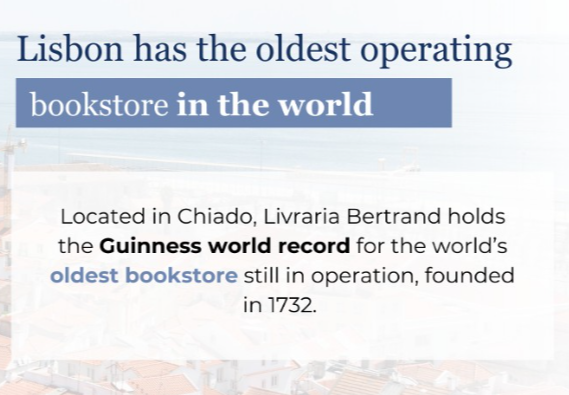 Lisbon has the oldest operating
bookstore in the world
Located in Chiado, Livraria Bertrand holds
the Guinness world record for the world's
oldest bookstore still in operation, founded
in 1732.